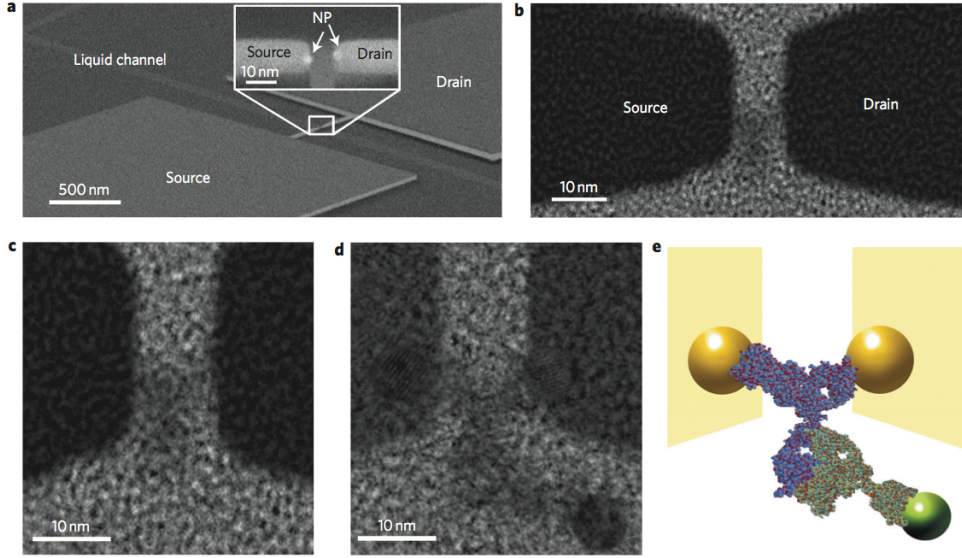 a
NP
Source
Drain
10 nm
Liquid channel
Drain
Source
500 nm
b
Source
Drain
10 nm
c
10 nm
d
10 nm
e